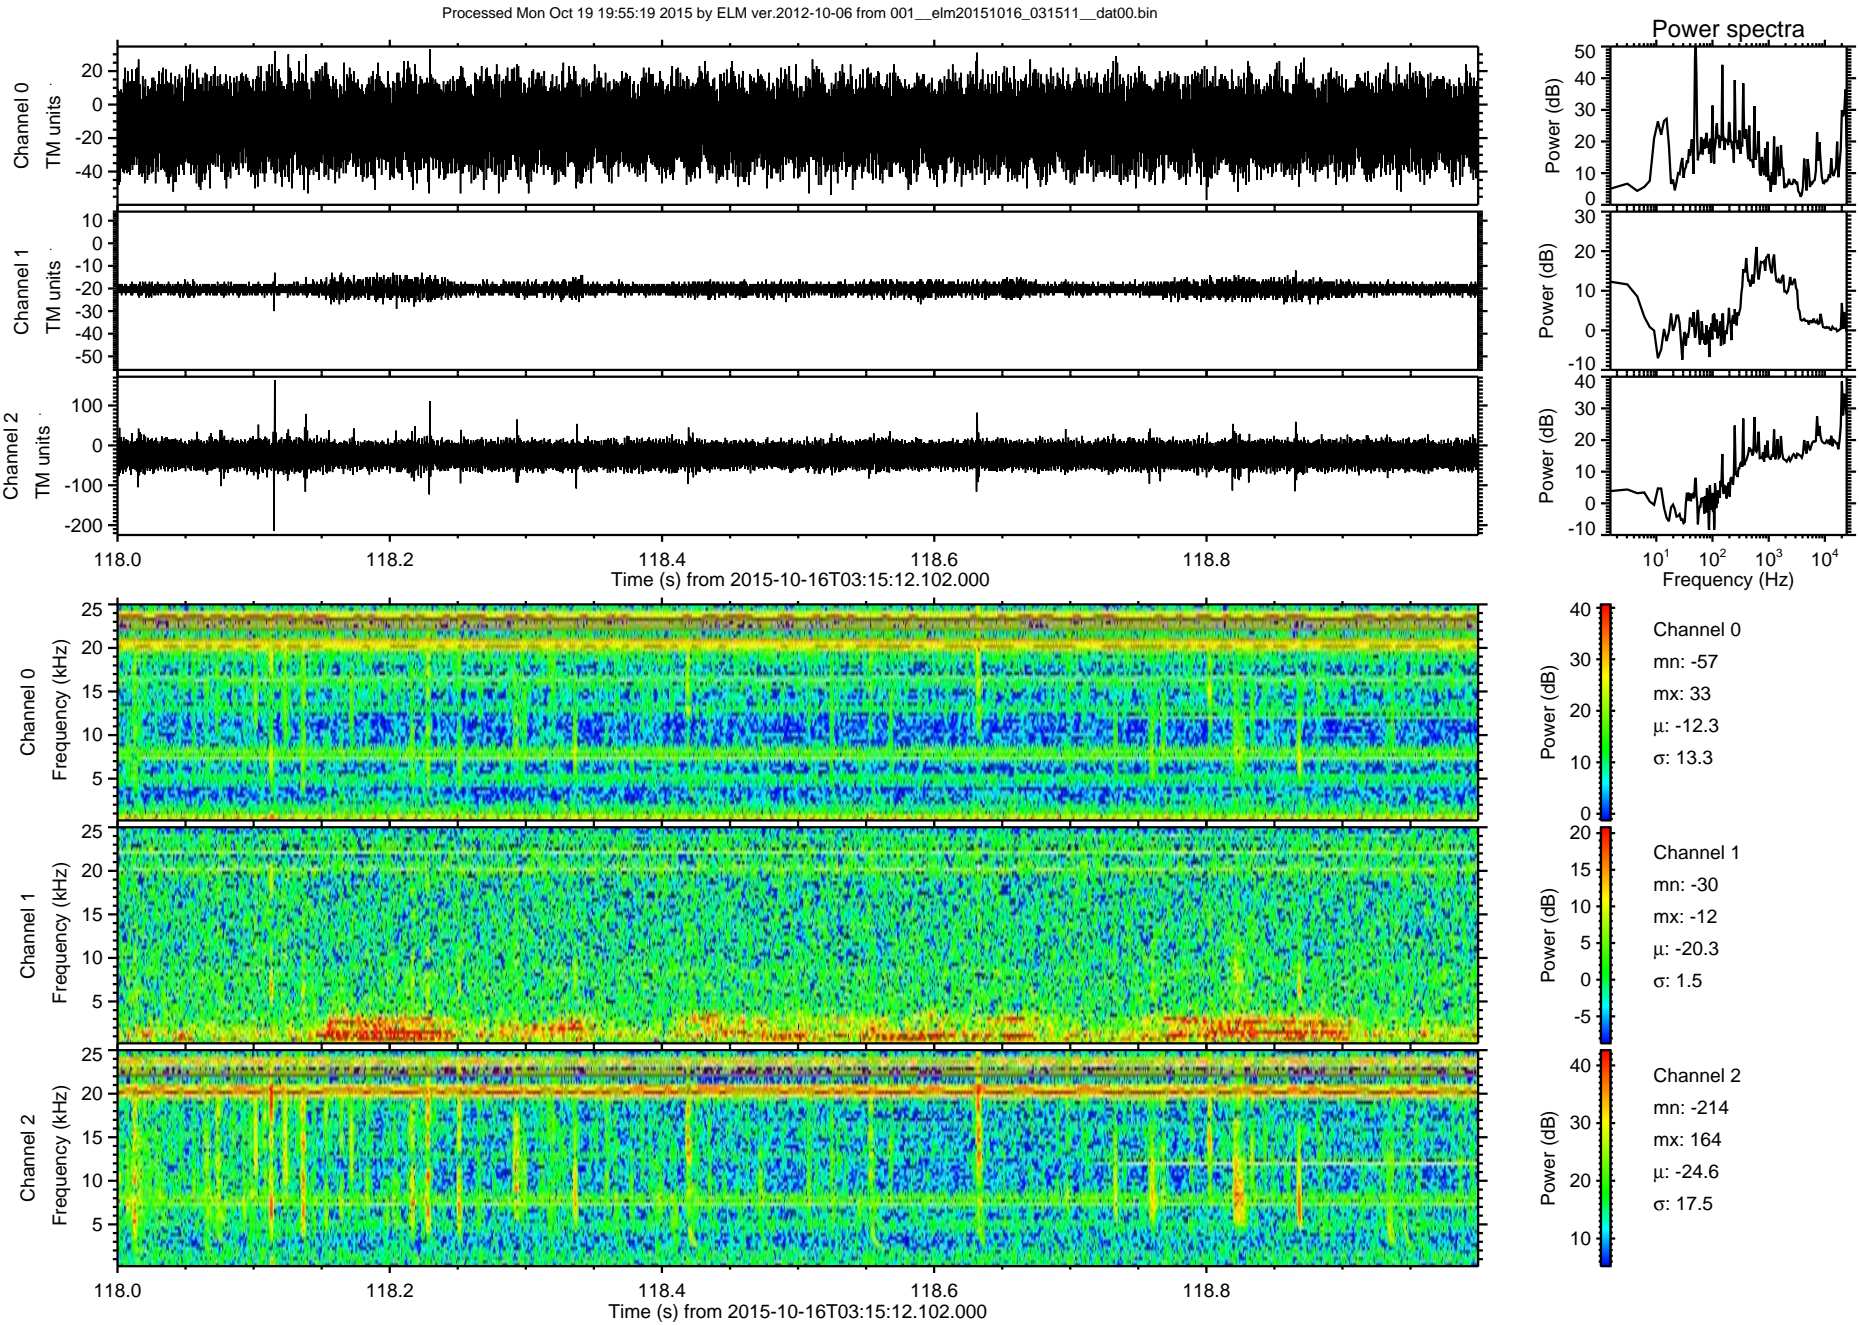 Processed Mon Oct 19 19:55:19 2015 by ELM ver.2012-10-06 from 001__elm20151016_031511__dat00.bin
Power spectra
Channel 0
TM units
20
0
-20
-40
Power (dB)
50
40
30
20
10
0
Channel 1
TM units
10
0
-10
-20
-30
-40
-50
Power (dB)
30
20
10
0
-10
Channel 2
TM units
100
0
-100
-200
Power (dB)
40
30
20
10
0
-10
118.0 118.2 118.4 118.6 118.8
Time (s) from 2015-10-16T03:15:12.102.000
10¹ 10² 10³ 10⁴
Frequency (Hz)
Channel 0
Frequency (kHz)
25
20
15
10
5
Power (dB)
40
30
20
10
0
Channel 0
mn: -57
mx: 33
μ: -12.3
σ: 13.3
Channel 1
Frequency (kHz)
25
20
15
10
5
Power (dB)
20
15
10
5
0
-5
Channel 1
mn: -30
mx: -12
μ: -20.3
σ: 1.5
Channel 2
Frequency (kHz)
25
20
15
10
5
Power (dB)
40
30
20
10
Channel 2
mn: -214
mx: 164
μ: -24.6
σ: 17.5
118.0 118.2 118.4 118.6 118.8
Time (s) from 2015-10-16T03:15:12.102.000